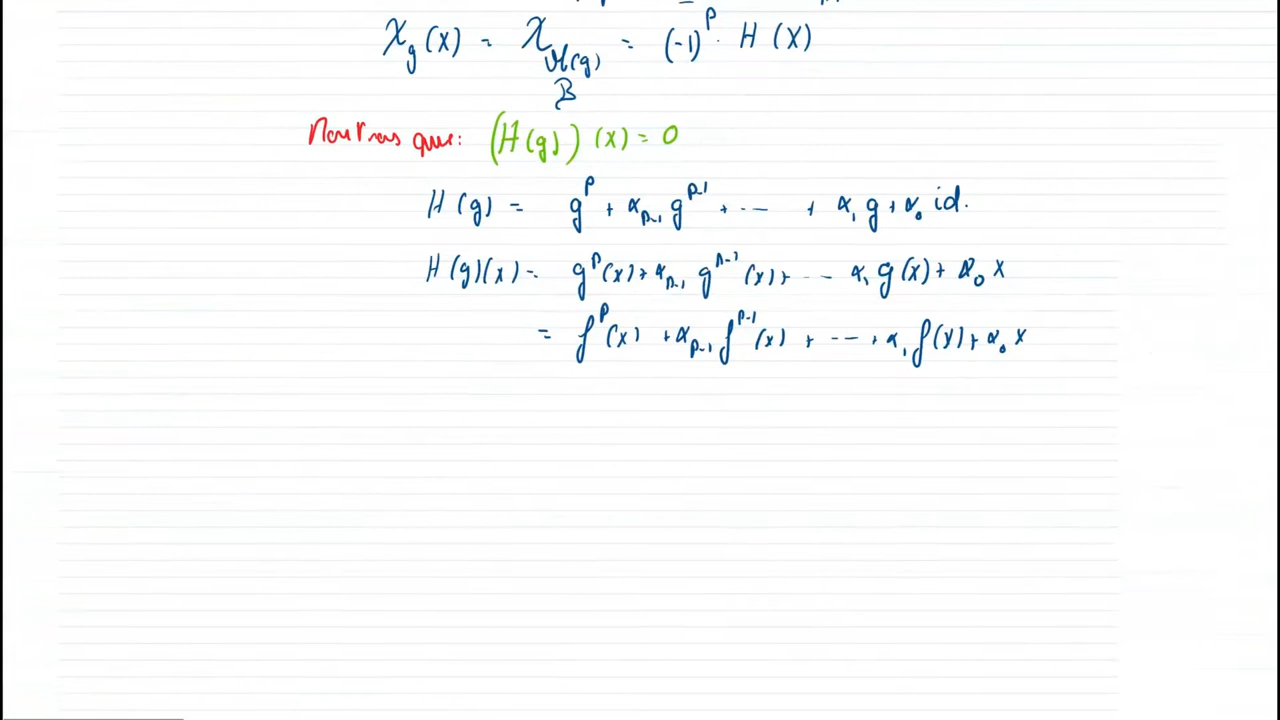 χ_g(X) = χ_{M(g)_B} = (-1)^p · H(X)
Montrons que: (H(g))(x) = 0
H(g) = g^p + α_{p-1} g^{p-1} + ... + α_1 g + α_0 id.
H(g)(x) = g^p(x) + α_{p-1} g^{p-1}(x) + ... α_1 g(x) + α_0 x
= f^p(x) + α_{p-1} f^{p-1}(x) + ... + α_1 f(x) + α_0 x